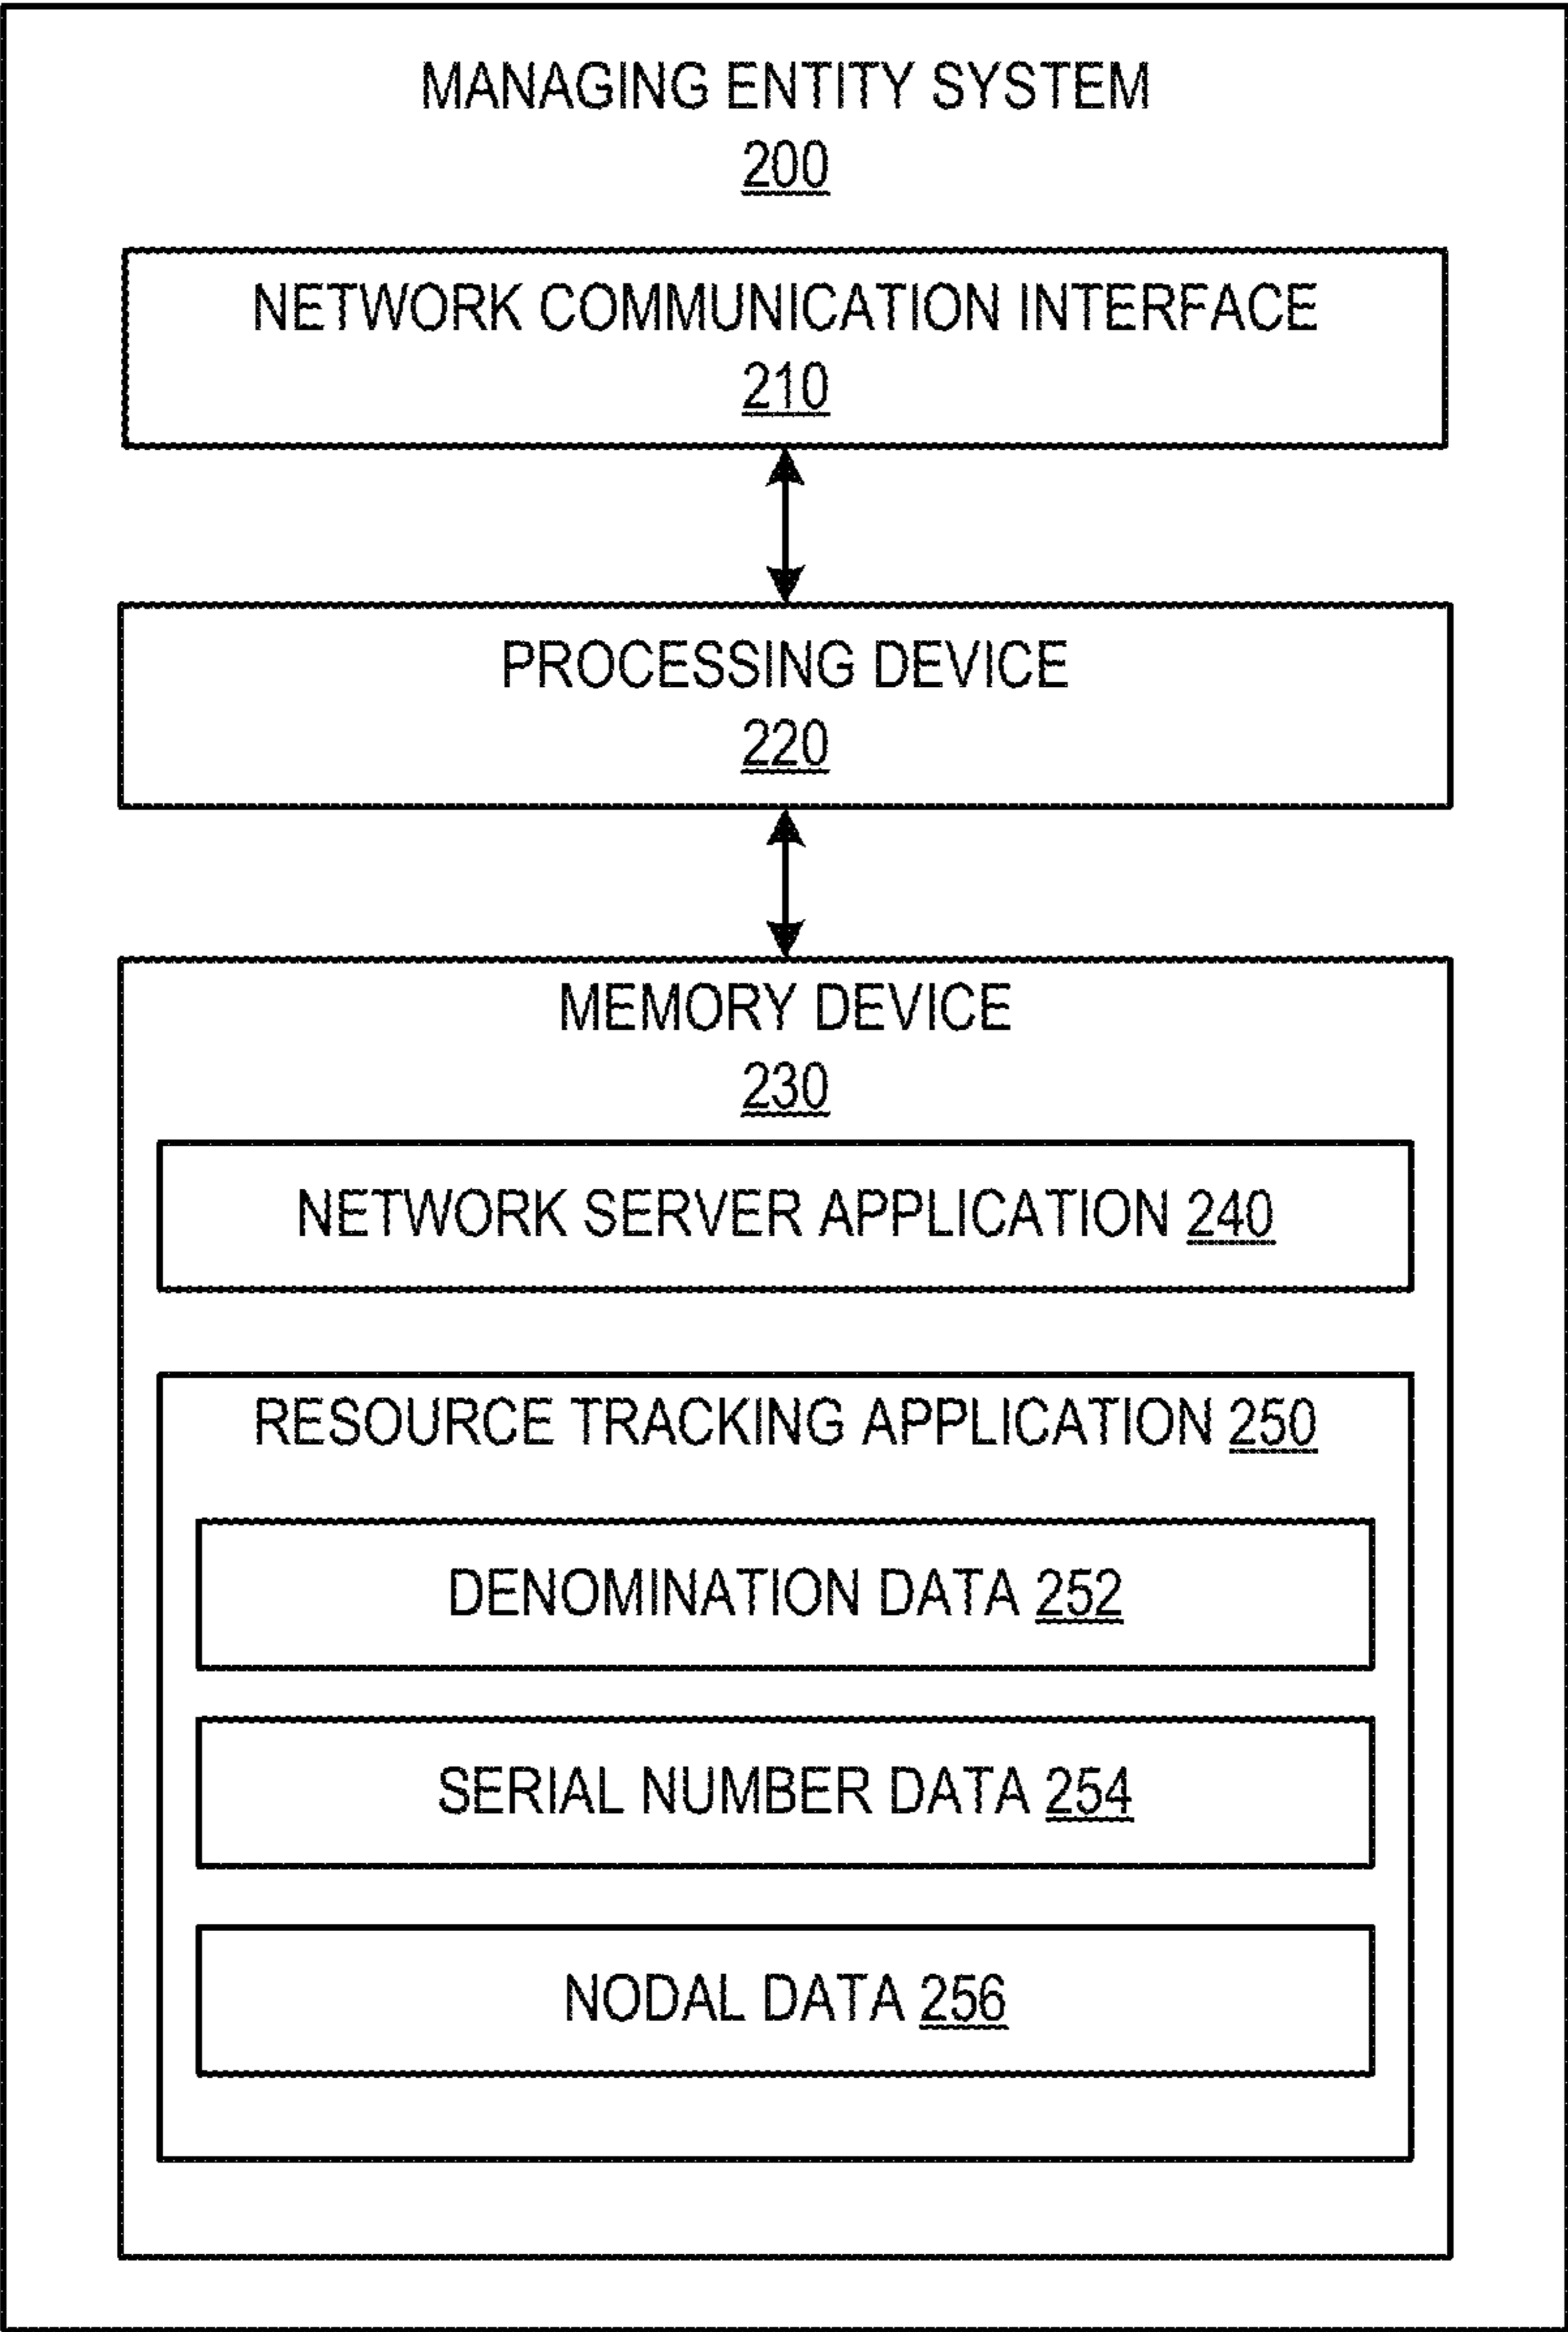 MANAGING ENTITY SYSTEM
200
NETWORK COMMUNICATION INTERFACE
210
PROCESSING DEVICE
220
MEMORY DEVICE
230
NETWORK SERVER APPLICATION 240
RESOURCE TRACKING APPLICATION 250
DENOMINATION DATA 252
SERIAL NUMBER DATA 254
NODAL DATA 256